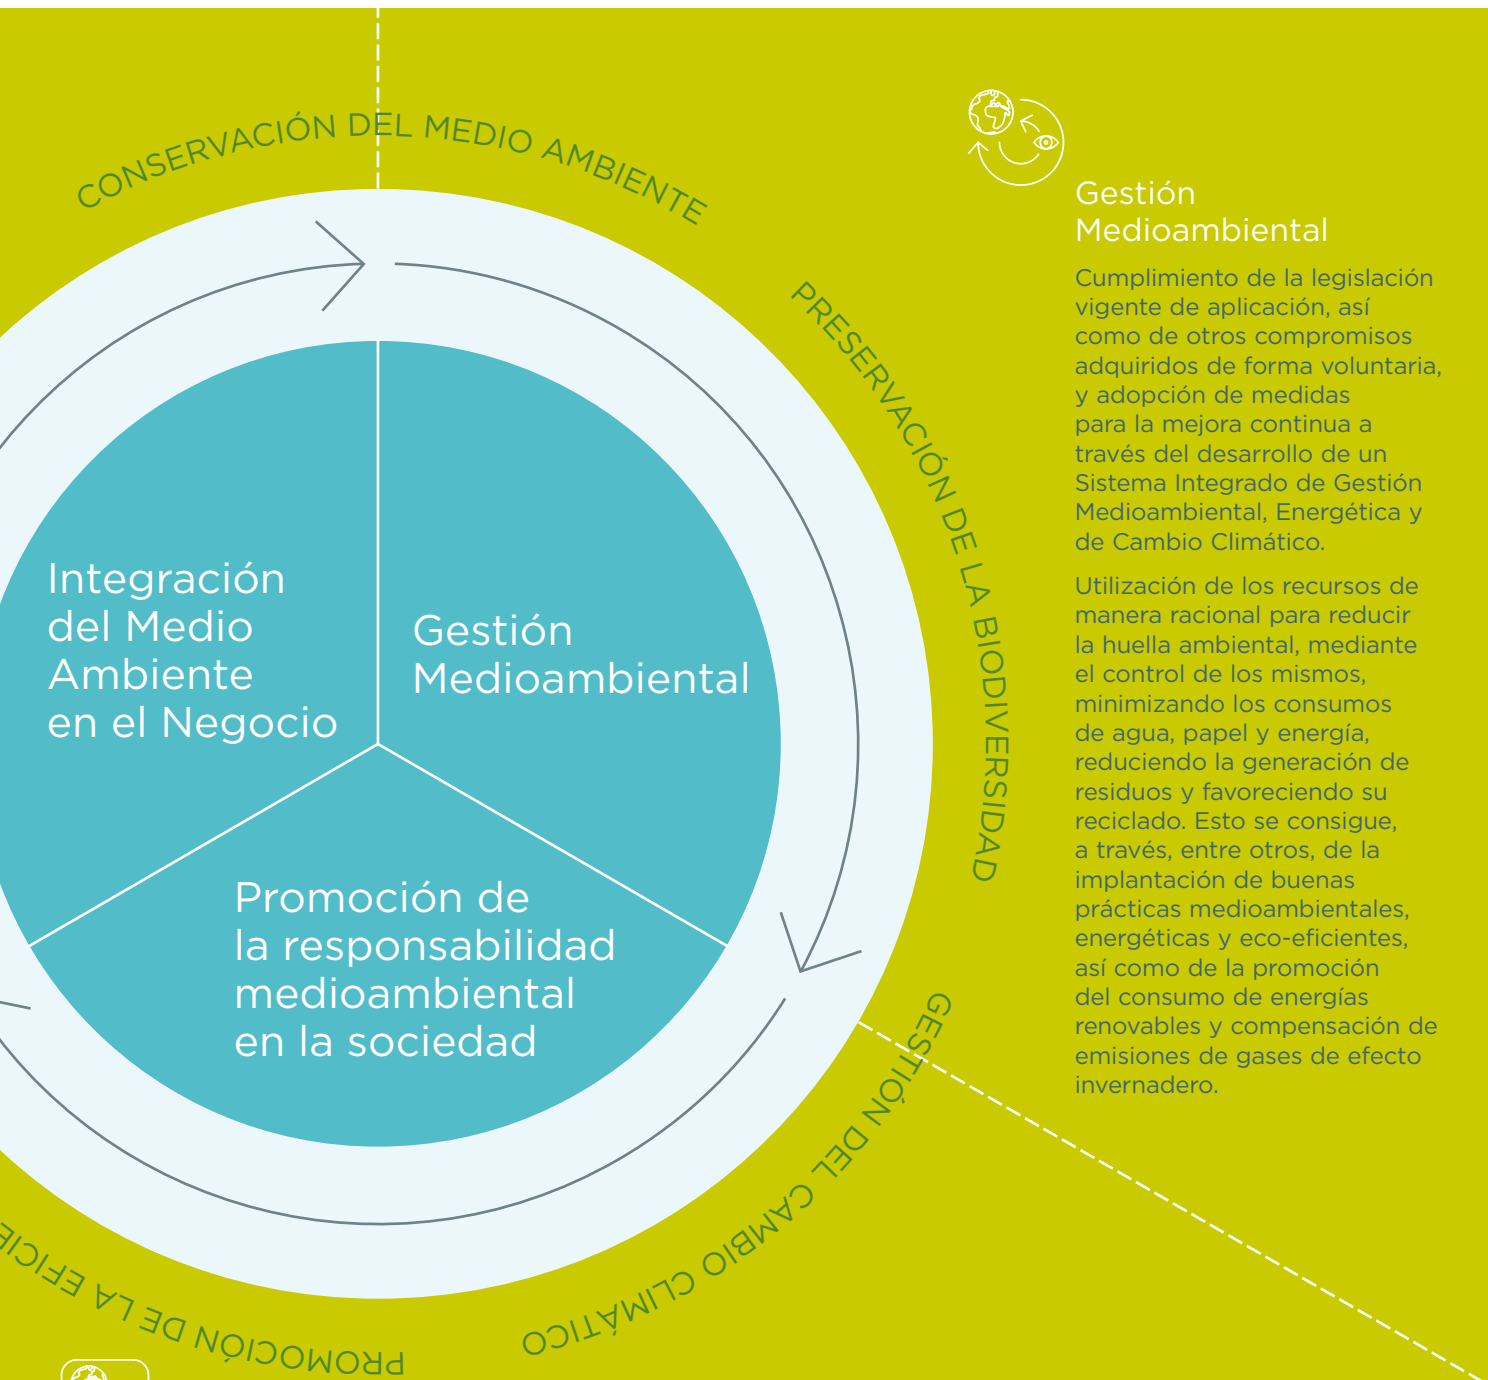 CONSERVACIÓN DEL MEDIO AMBIENTE
PRESERVACIÓN DE LA BIODIVERSIDAD
GESTIÓN DEL CAMBIO CLIMÁTICO
PROMOCIÓN DE LA
Integración
del Medio
Ambiente
en el Negocio
Gestión
Medioambiental
Promoción de
la responsabilidad
medioambiental
en la sociedad
Gestión
Medioambiental
Cumplimiento de la legislación
vigente de aplicación, así
como de otros compromisos
adquiridos de forma voluntaria,
y adopción de medidas
para la mejora continua a
través del desarrollo de un
Sistema Integrado de Gestión
Medioambiental, Energética y
de Cambio Climático.
Utilización de los recursos de
manera racional para reducir
la huella ambiental, mediante
el control de los mismos,
minimizando los consumos
de agua, papel y energía,
reduciendo la generación de
residuos y favoreciendo su
reciclado. Esto se consigue,
a través, entre otros, de la
implantación de buenas
prácticas medioambientales,
energéticas y eco-eficientes,
así como de la promoción
del consumo de energías
renovables y compensación de
emisiones de gases de efecto
invernadero.